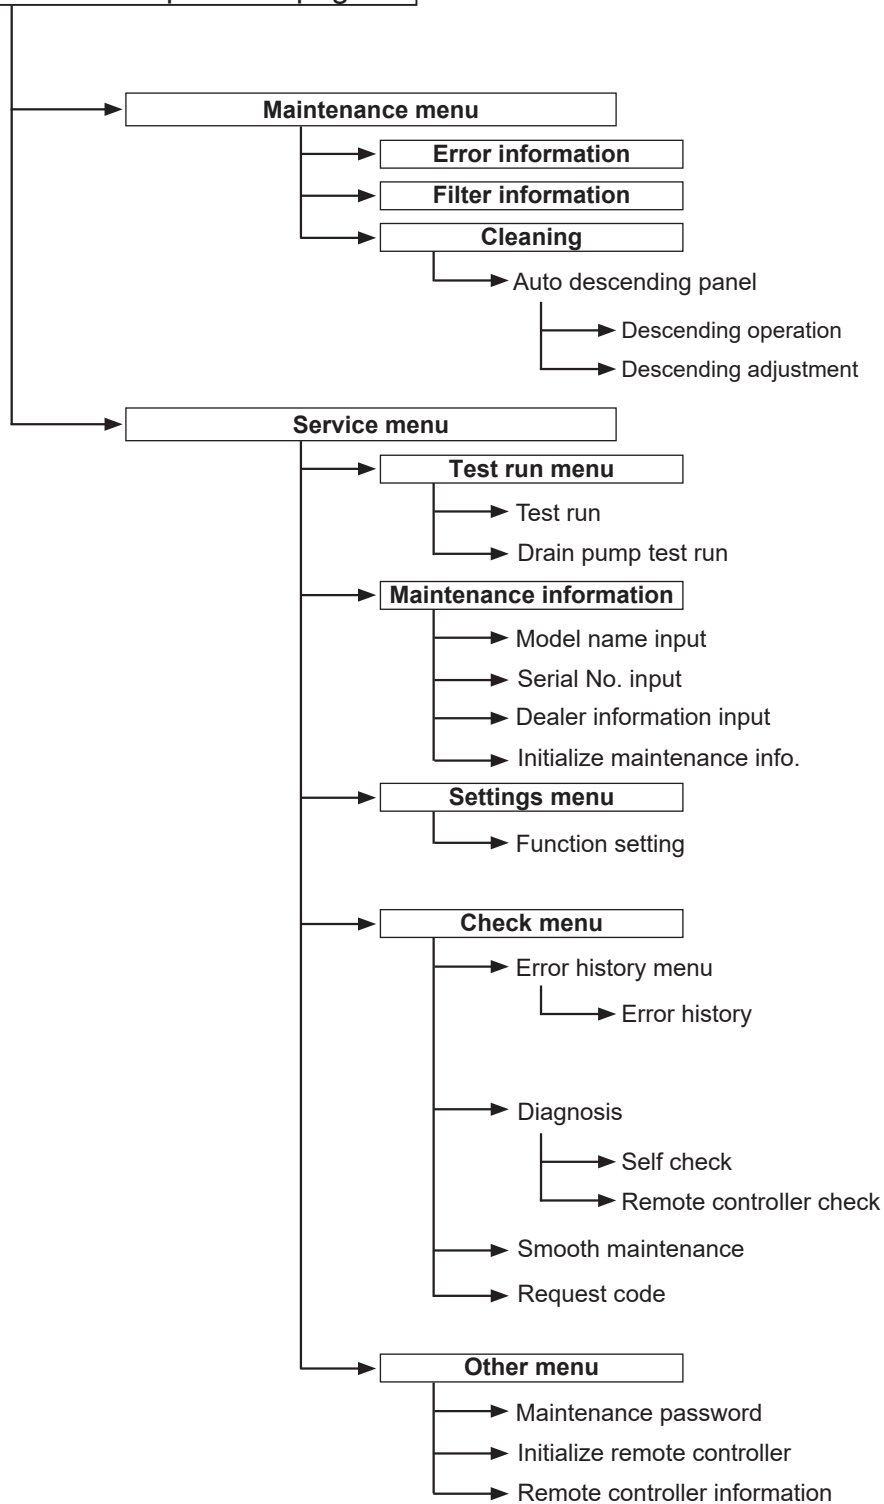 Maintenance menu
Error information
Filter information
Cleaning
Auto descending panel
Descending operation
Descending adjustment
Service menu
Test run menu
Test run
Drain pump test run
Maintenance information
Model name input
Serial No. input
Dealer information input
Initialize maintenance info.
Settings menu
Function setting
Check menu
Error history menu
Error history
Diagnosis
Self check
Remote controller check
Smooth maintenance
Request code
Other menu
Maintenance password
Initialize remote controller
Remote controller information